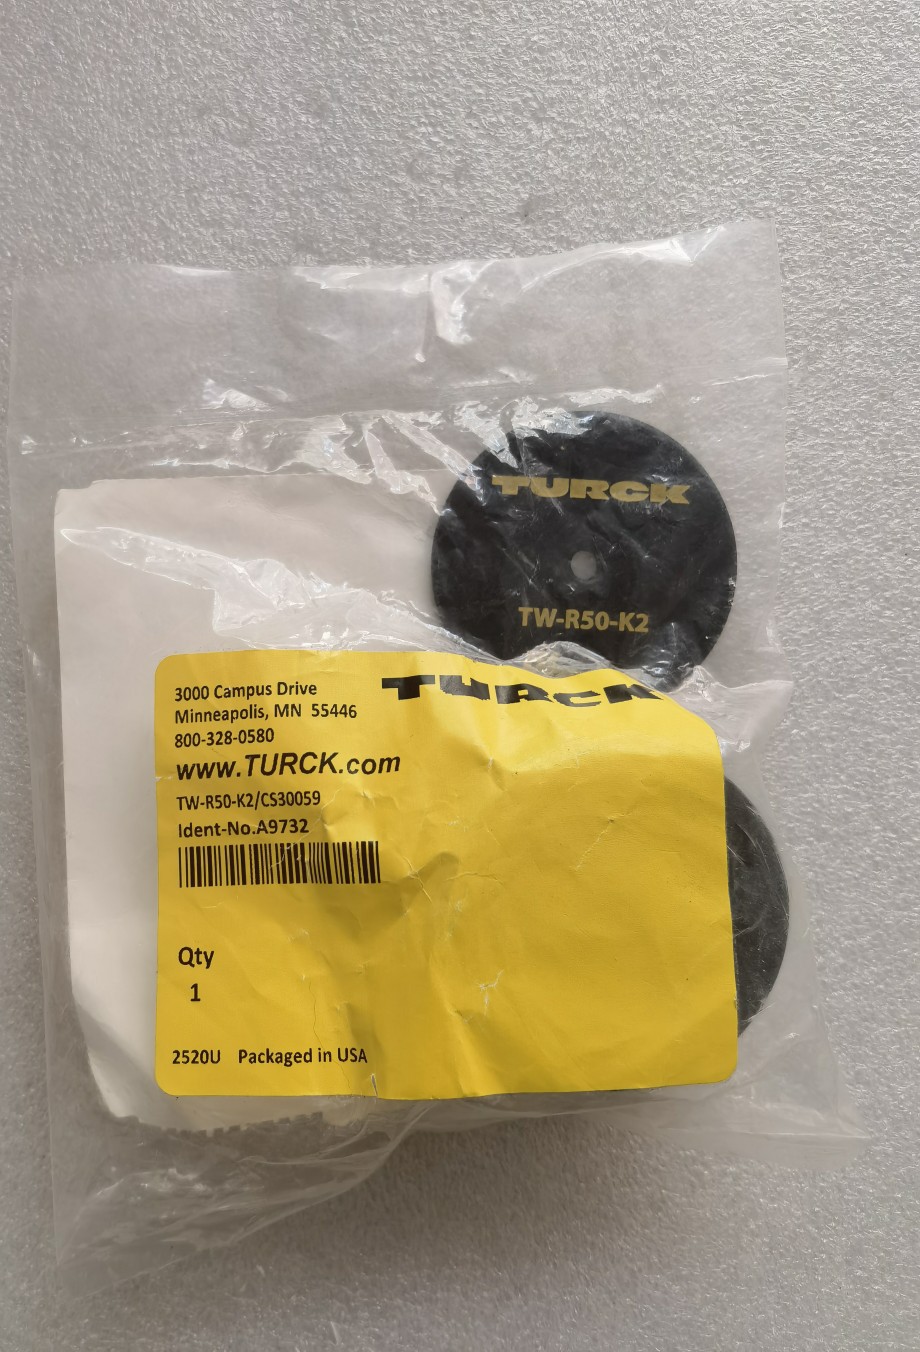 TURCK
TW-R50-K2
TURCK
3000 Campus Drive
Minneapolis, MN 55446
800-328-0580
www.TURCK.com
TW-R50-K2/CS30059
Ident-No.A9732
Qty
1
2520U Packaged in USA